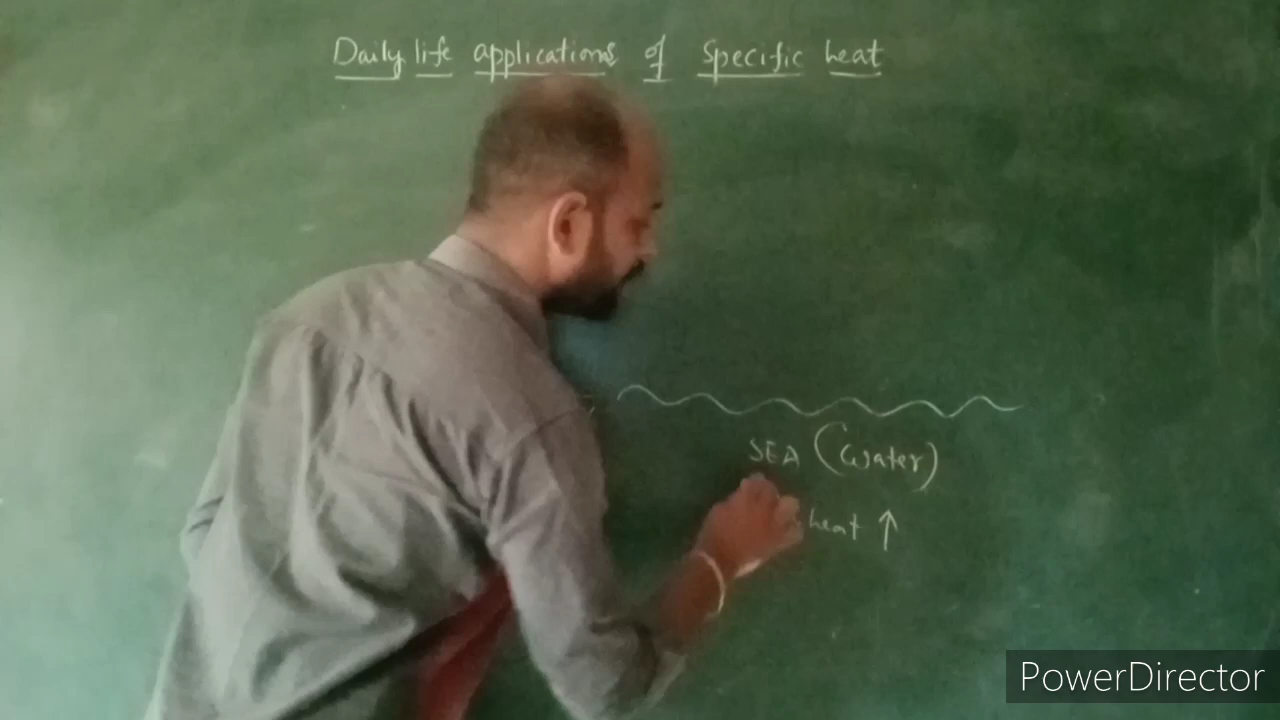 Daily life applications of specific heat
SEA (Water)
heat ↑
PowerDirector